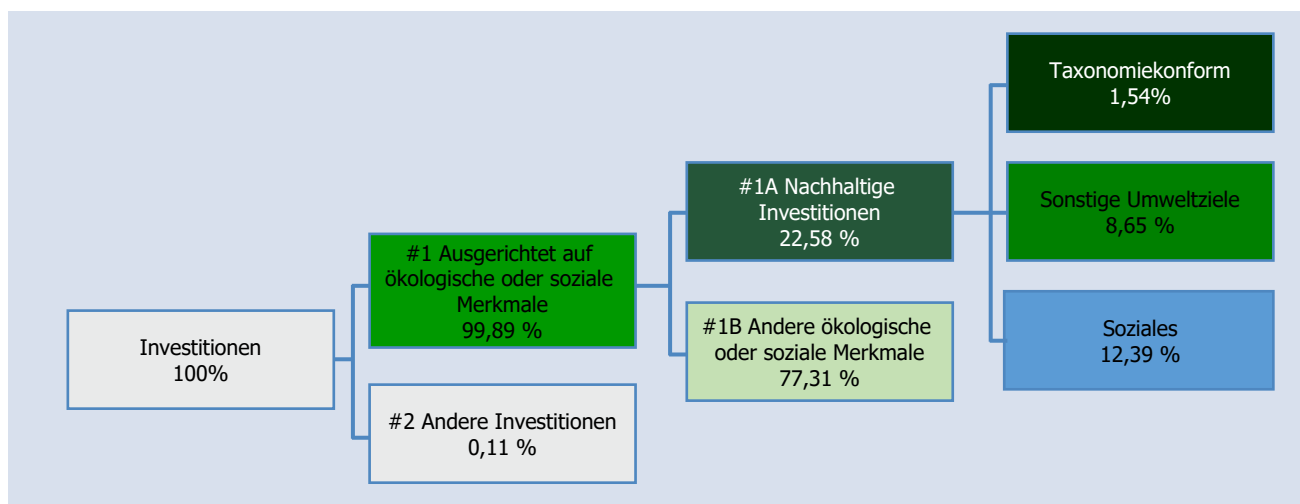 Investitionen
100%
#1 Ausgerichtet auf
ökologische oder soziale
Merkmale
99,89 %
#2 Andere Investitionen
0,11 %
#1A Nachhaltige
Investitionen
22,58 %
#1B Andere ökologische
oder soziale Merkmale
77,31 %
Taxonomiekonform
1,54%
Sonstige Umweltziele
8,65 %
Soziales
12,39 %